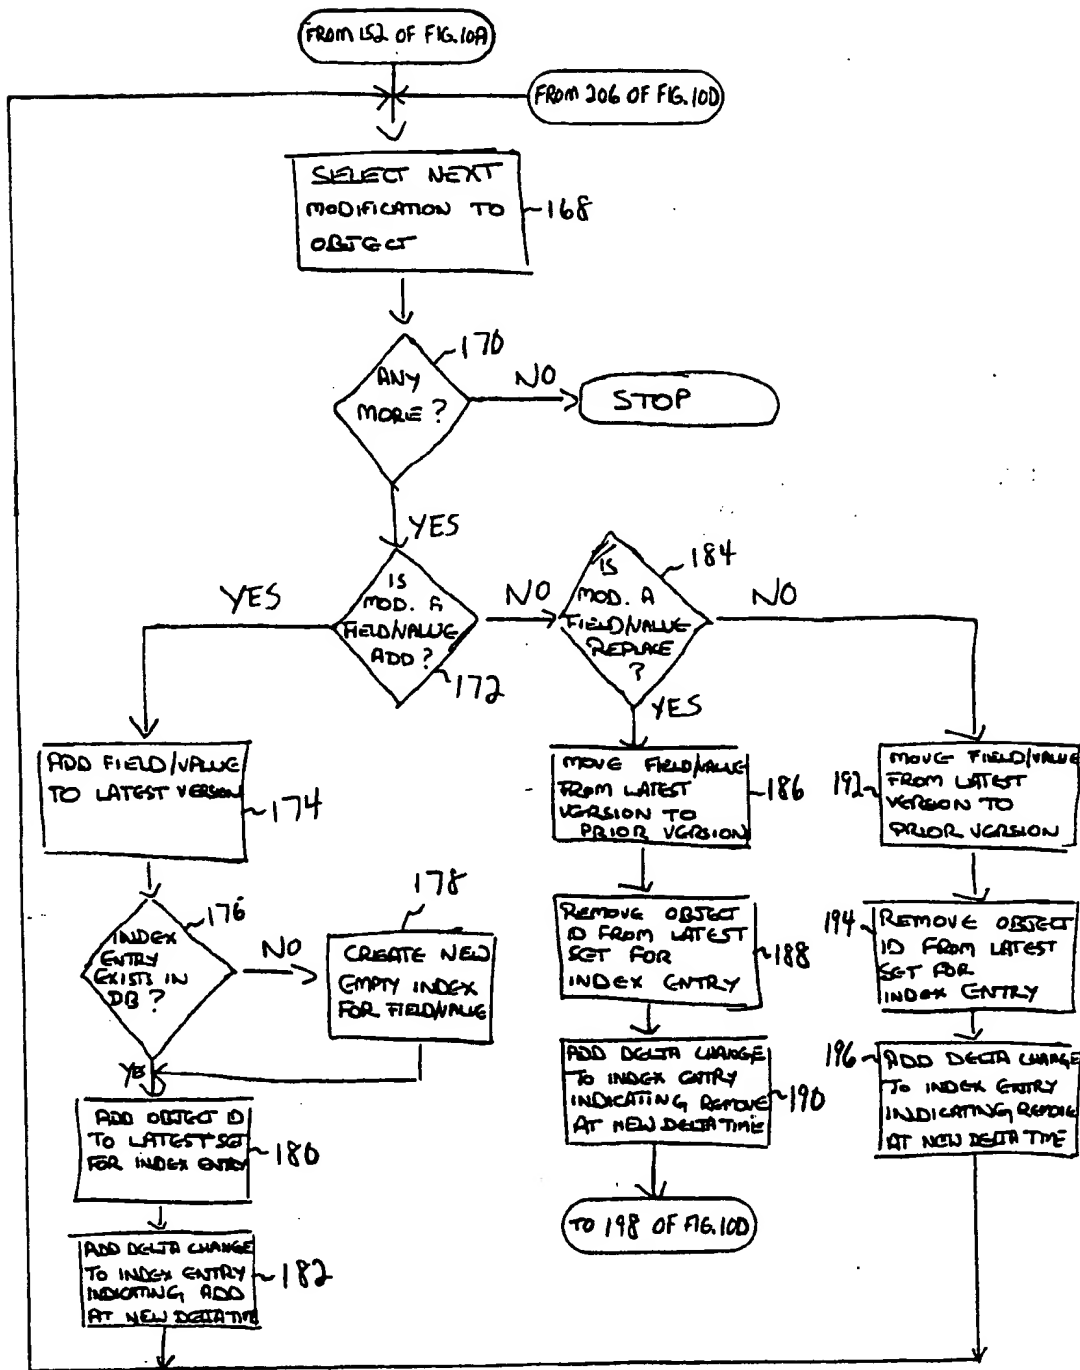 FROM 152 OF FIG.10A
FROM 206 OF FIG.10D
SELECT NEXT
MODIFICATION TO
OBJECT
168
170
ANY
MORE?
NO
STOP
YES
IS
MOD. A
FIELD/VALUE
ADD?
172
YES
NO
184
IS
MOD. A
FIELD/VALUE
REPLACE
?
NO
YES
ADD FIELD/VALUE
TO LATEST VERSION
174
176
INDEX
ENTRY
EXISTS IN
DB?
NO
178
CREATE NEW
EMPTY INDEX
FOR FIELD/VALUE
YES
ADD OBJECT ID
TO LATEST SET
FOR INDEX ENTRY
180
ADD DELTA CHANGE
TO INDEX ENTRY
INDICATING ADD
AT NEW DELTA TIME
182
MOVE FIELD/VALUE
FROM LATEST
VERSION TO
PRIOR VERSION
186
REMOVE OBJECT
ID FROM LATEST
SET FOR
INDEX ENTRY
188
ADD DELTA CHANGE
TO INDEX ENTRY
INDICATING REMOVE
AT NEW DELTA TIME
190
TO 198 OF FIG.10D
192
MOVE FIELD/VALUE
FROM LATEST
VERSION TO
PRIOR VERSION
194
REMOVE OBJECT
ID FROM LATEST
SET FOR
INDEX ENTRY
196
ADD DELTA CHANGE
TO INDEX ENTRY
INDICATING REMOVE
AT NEW DELTA TIME